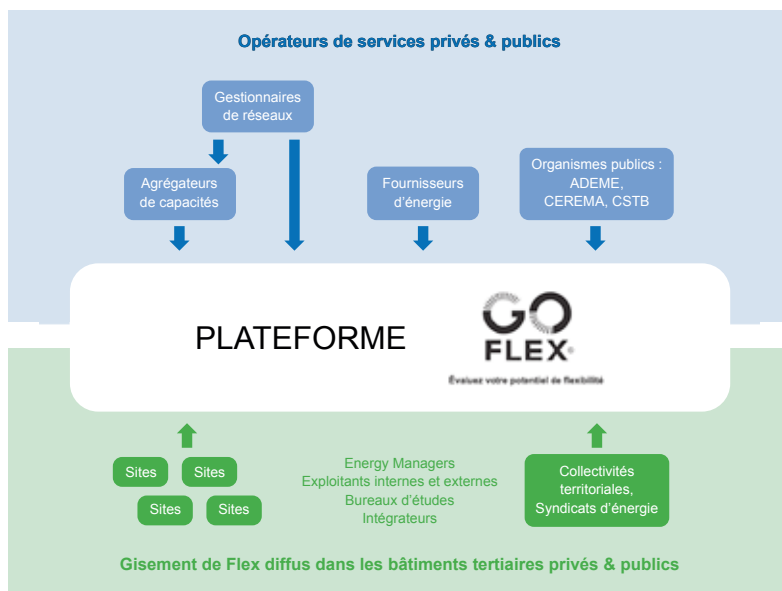 Opérateurs de services privés & publics
Gestionnaires
de réseaux
Agrégateurs
de capacités
Fournisseurs
d'énergie
Organismes publics :
ADEME,
CEREMA, CSTB
PLATEFORME
GO
FLEX®
Évaluez votre potentiel de flexibilité
Sites
Sites
Sites
Sites
Energy Managers
Exploitants internes et externes
Bureaux d'études
Intégrateurs
Collectivités
territoriales,
Syndicats d'énergie
Gisement de Flex diffus dans les bâtiments tertiaires privés & publics